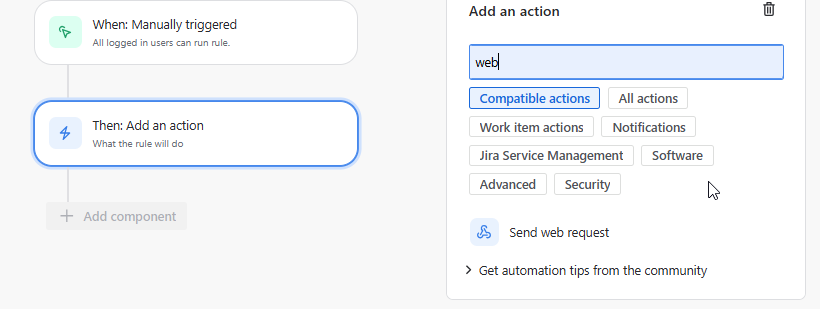 When: Manually triggered
All logged in users can run rule.
Then: Add an action
What the rule will do
Add component
Add an action
web
Compatible actions
All actions
Work item actions
Notifications
Jira Service Management
Software
Advanced
Security
Send web request
Get automation tips from the community